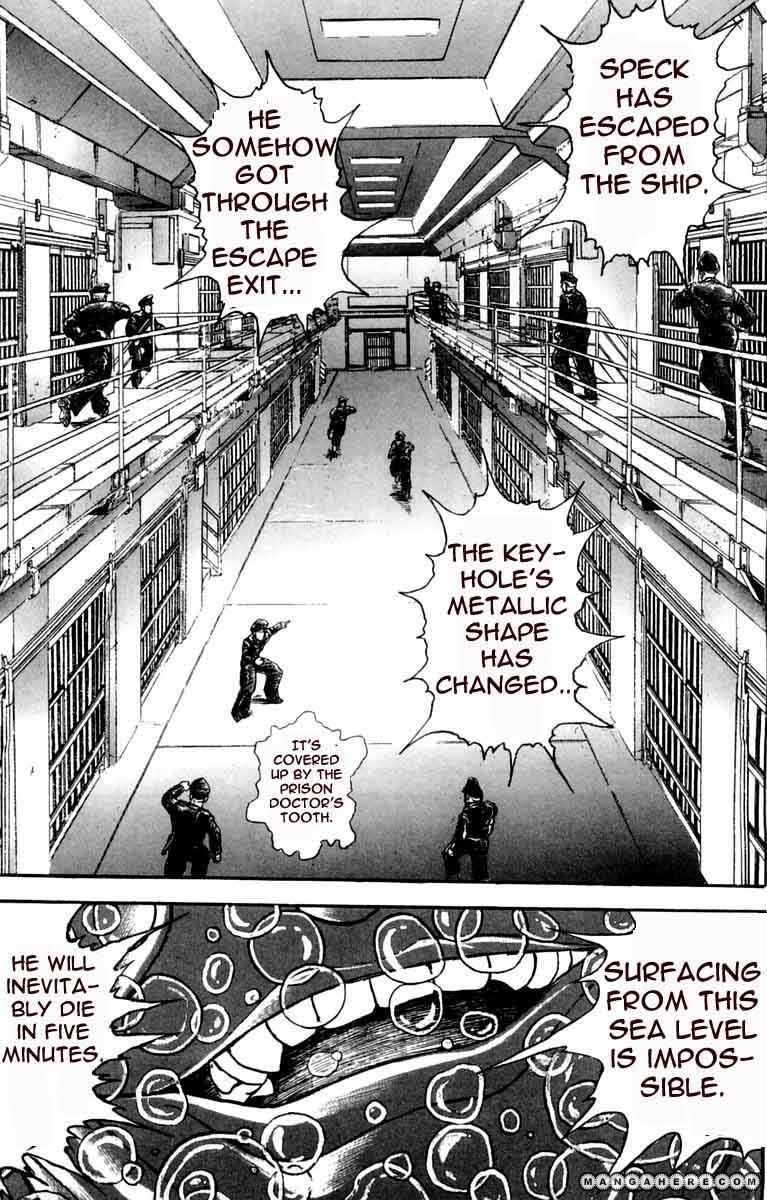 SPECK
HAS
ESCAPED
FROM
THE SHIP.
HE
SOMEHOW
GOT
THROUGH
THE
ESCAPE
EXIT...
THE KEY-
HOLE'S
METALLIC
SHAPE
HAS
CHANGED..
IT'S
COVERED
UP BY THE
PRISON
DOCTOR'S
TOOTH.
SURFACING
FROM THIS
SEA LEVEL
IS IMPOS-
SIBLE.
HE WILL
INEVITA-
BLY DIE
IN FIVE
MINUTES.
MANGAHERE.COM